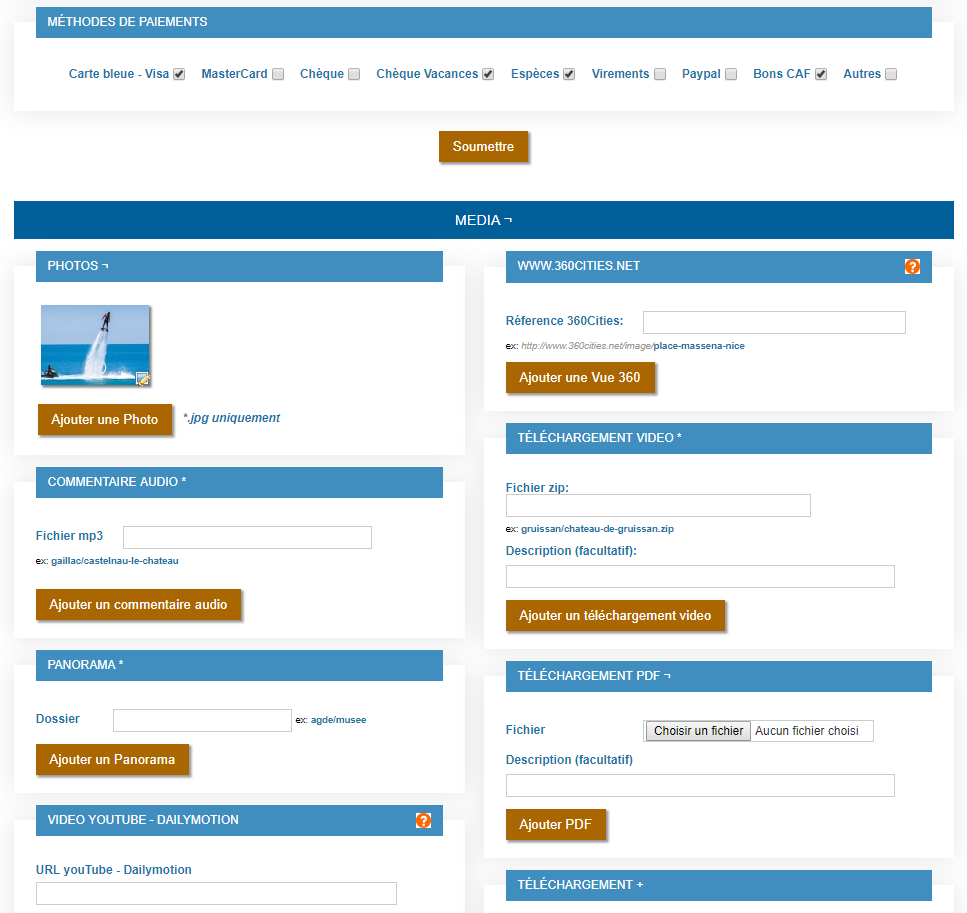 MÉTHODES DE PAIEMENTS
Carte bleue - Visa MasterCard Chèque Chèque Vacances Espèces Virements Paypal Bons CAF Autres
Soumettre
MEDIA ¬
PHOTOS ¬
Ajouter une Photo *.jpg uniquement
COMMENTAIRE AUDIO *
Fichier mp3
ex: gaillac/castelnau-le-chateau
Ajouter un commentaire audio
PANORAMA *
Dossier ex: agde/musee
Ajouter un Panorama
VIDEO YOUTUBE - DAILYMOTION ?
URL youTube - Dailymotion
WWW.360CITIES.NET ?
Réference 360Cities:
ex: http://www.360cities.net/image/place-massena-nice
Ajouter une Vue 360
TÉLÉCHARGEMENT VIDEO *
Fichier zip:
ex: gruissan/chateau-de-gruissan.zip
Description (facultatif):
Ajouter un téléchargement video
TÉLÉCHARGEMENT PDF ¬
Fichier Choisir un fichier Aucun fichier choisi
Description (facultatif)
Ajouter PDF
TÉLÉCHARGEMENT +